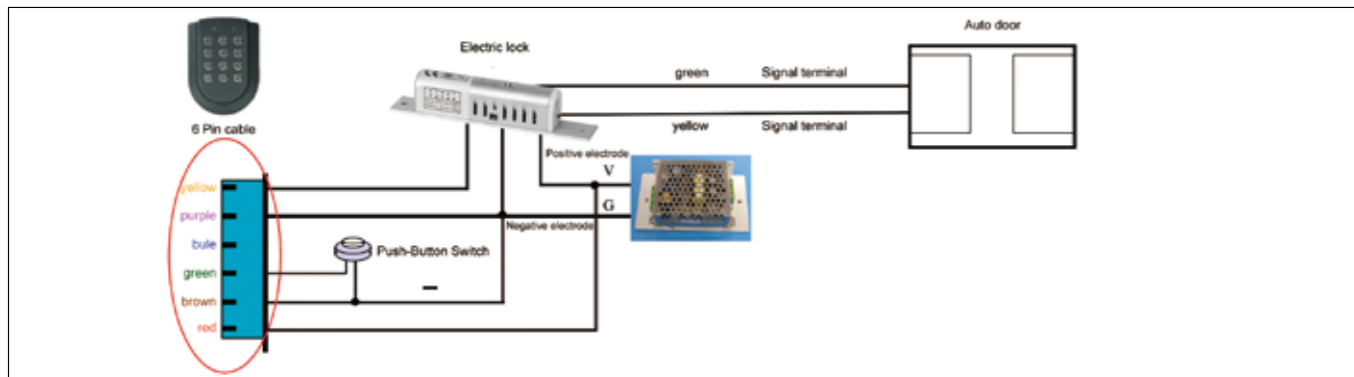 Auto door
Electric lock
green Signal terminal
6 Pin cable
yellow Signal terminal
Positive electrode
V
yellow
G
purple
Negative electrode
bule
Push-Button Switch
green
brown
red